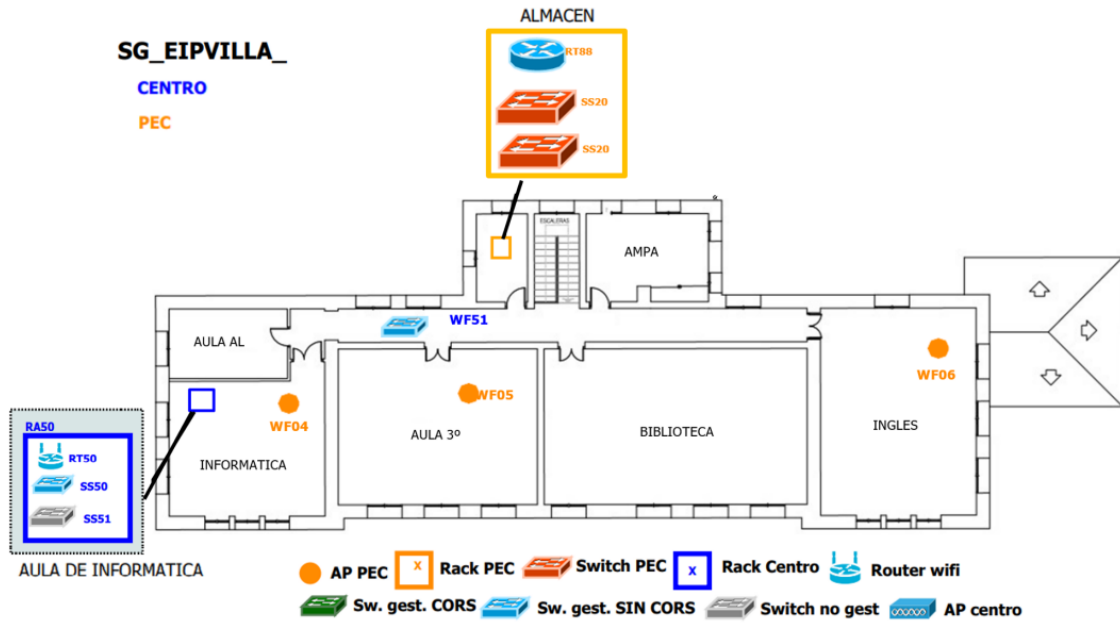 ALMACEN
SG_EIPVILLA_
CENTRO
PEC
RT88
SS20
SS20
ESCALERAS
AMPA
WF51
AULA AL
WF04
WF05
WF06
AULA 3º
BIBLIOTECA
INGLES
INFORMATICA
RA50
RT50
SS50
SS51
AULA DE INFORMATICA
AP PEC
x
Rack PEC
Switch PEC
x
Rack Centro
Router wifi
Sw. gest. CORS
Sw. gest. SIN CORS
Switch no gest
AP centro